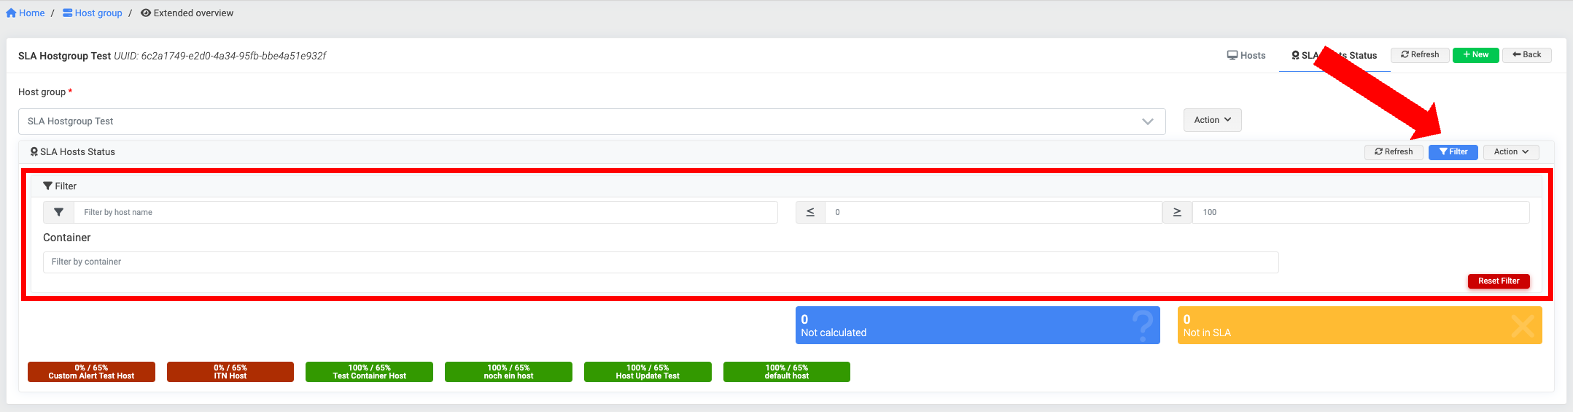 Home / Host group / Extended overview
SLA Hostgroup Test UUID: 6c2a1749-e2d0-4a34-95fb-bbe4a51e932f
Hosts
SLA ts Status
Refresh
+ New
Back
Host group *
SLA Hostgroup Test
Action
SLA Hosts Status
Refresh
Filter
Action
Filter
Filter by host name
≤ 0
≥ 100
Container
Filter by container
Reset Filter
0
Not calculated
?
0
Not in SLA
0% / 65%
Custom Alert Test Host
0% / 65%
ITN Host
100% / 65%
Test Container Host
100% / 65%
noch ein host
100% / 65%
Host Update Test
100% / 65%
default host